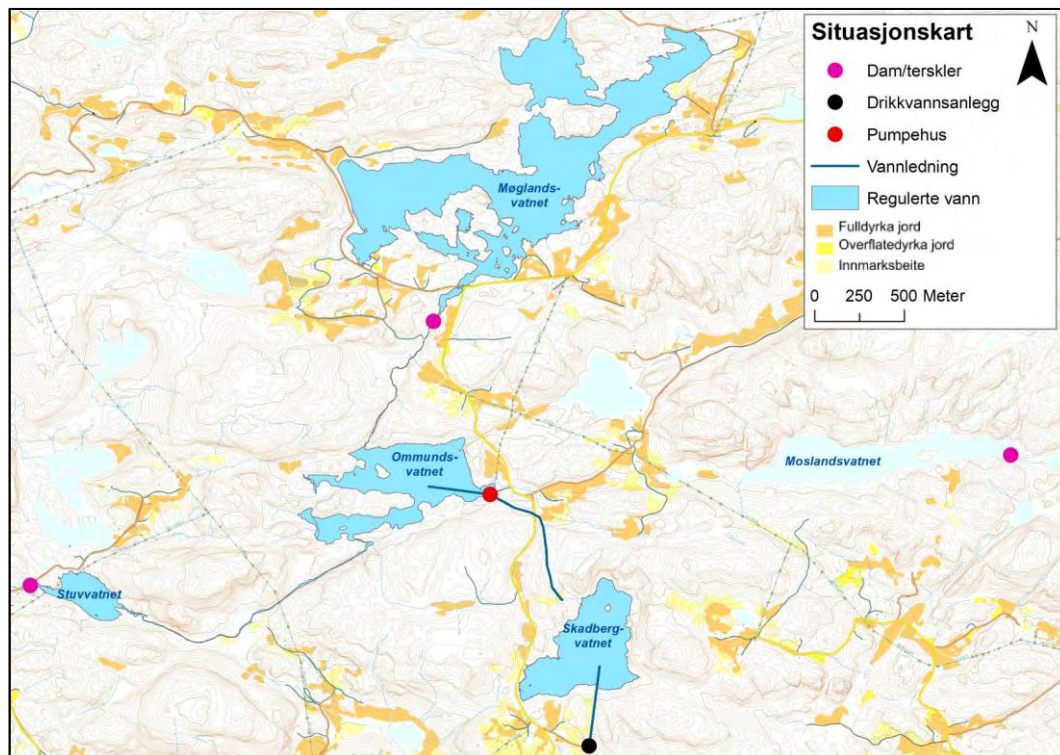 Situasjonskart
N
Dam/terskler
Drikkvannsanlegg
Pumpehus
Vannledning
Regulerte vann
Fulldyrka jord
Overflatedyrka jord
Innmarksbeite
0 250 500 Meter
Møglands-
vatnet
Ommunds-
vatnet
Moslandsvatnet
Stuvvatnet
Skadberg-
vatnet